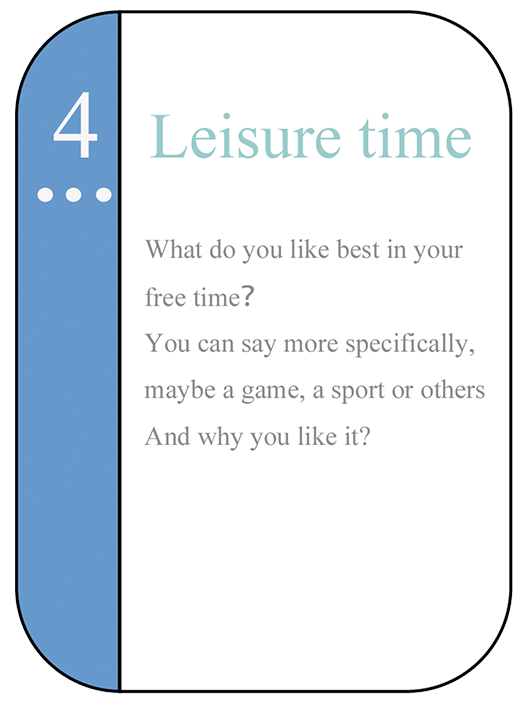 4
Leisure time
What do you like best in your
free time?
You can say more specifically,
maybe a game, a sport or others
And why you like it?